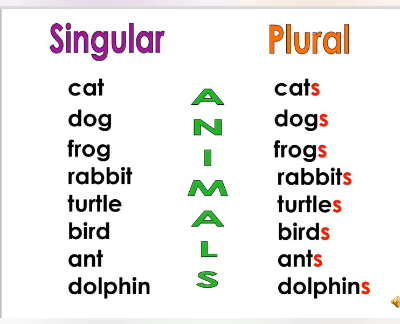 Singular Plural
cat cats
dog dogs
frog frogs
rabbit rabbits
turtle turtles
bird birds
ant ants
dolphin dolphins
ANIMALS